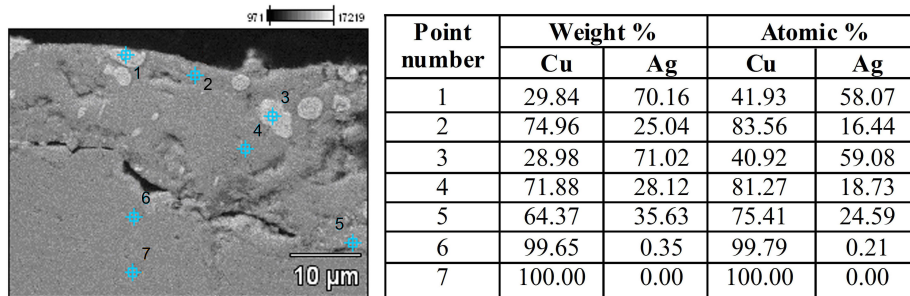 971 17219
1
2
3
4
5
6
7
10 μm
Point number Weight % Atomic %
Cu Ag Cu Ag
1 29.84 70.16 41.93 58.07
2 74.96 25.04 83.56 16.44
3 28.98 71.02 40.92 59.08
4 71.88 28.12 81.27 18.73
5 64.37 35.63 75.41 24.59
6 99.65 0.35 99.79 0.21
7 100.00 0.00 100.00 0.00